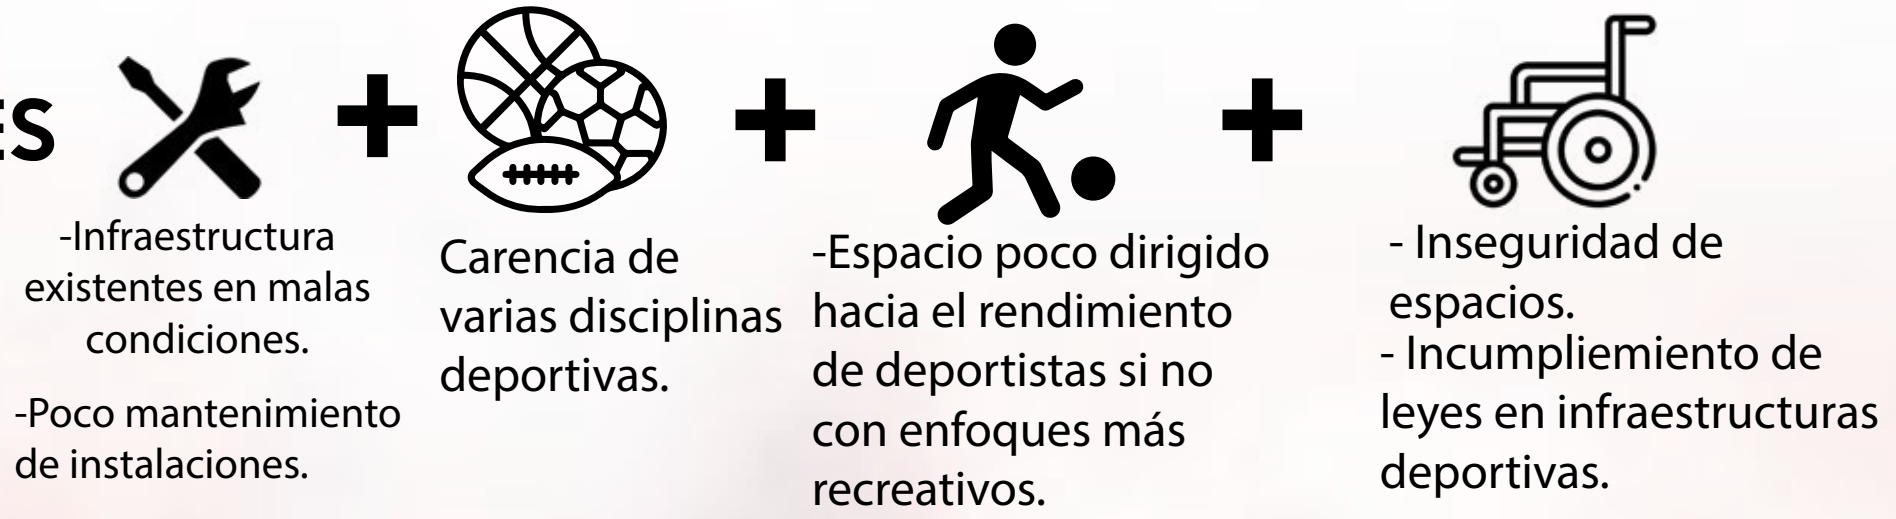 ES
-Infraestructura
existentes en malas
condiciones.
-Poco mantenimiento
de instalaciones.
Carencia de
varias disciplinas
deportivas.
-Espacio poco dirigido
hacia el rendimiento
de deportistas si no
con enfoques más
recreativos.
- Inseguridad de
espacios.
- Incumpliemiento de
leyes en infraestructuras
deportivas.